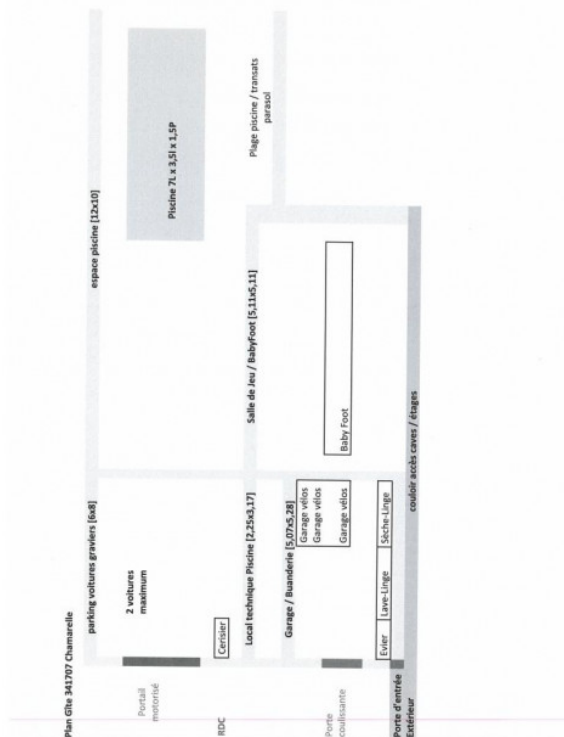 Plan Gîte 341707 Chamarelle
parking voitures graviers [6x8]
espace piscine [12x10]
Portail
motorisé
2 voitures
maximum
Piscine 7L x 3,5l x 1,5P
Cerisier
RDC
Local technique Piscine [2,25x3,17]
Salle de Jeu / BabyFoot [5,11x5,11]
Plage piscine / transats
parasol
Garage / Buanderie [5,07x5,28]
Garage vélos
Garage vélos
Garage vélos
Baby Foot
Porte
coulissante
Evier
Lave-Linge
Sèche-Linge
Porte d'entrée
Extérieur
couloir accès caves / étages